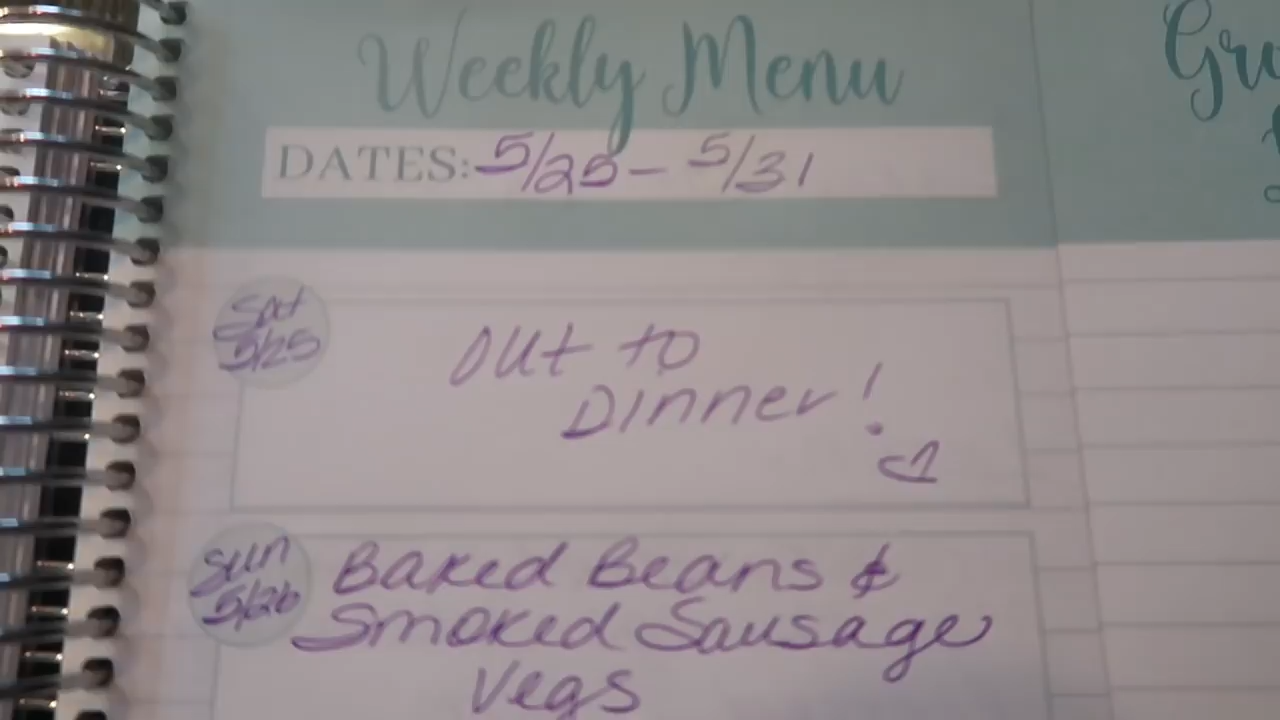 Weekly Menu
DATES: 5/25 - 5/31
Sat
5/25
Out to
Dinner!
Sun
5/26
Baked Beans &
Smoked Sausage
Vegs